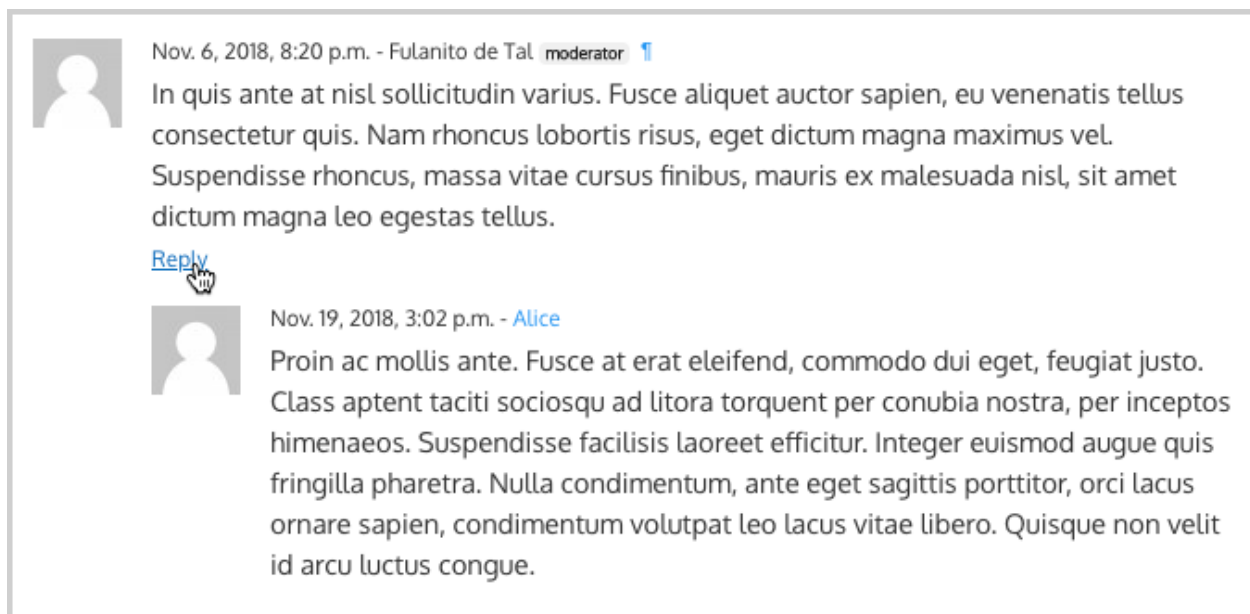 Nov. 6, 2018, 8:20 p.m. - Fulanito de Tal moderator ¶
In quis ante at nisl sollicitudin varius. Fusce aliquet auctor sapien, eu venenatis tellus
consectetur quis. Nam rhoncus lobortis risus, eget dictum magna maximus vel.
Suspendisse rhoncus, massa vitae cursus finibus, mauris ex malesuada nisl, sit amet
dictum magna leo egestas tellus.
Reply
Nov. 19, 2018, 3:02 p.m. - Alice
Proin ac mollis ante. Fusce at erat eleifend, commodo dui eget, feugiat justo.
Class aptent taciti sociosqu ad litora torquent per conubia nostra, per inceptos
himenaeos. Suspendisse facilisis laoreet efficitur. Integer euismod augue quis
fringilla pharetra. Nulla condimentum, ante eget sagittis porttitor, orci lacus
ornare sapien, condimentum volutpat leo lacus vitae libero. Quisque non velit
id arcu luctus congue.